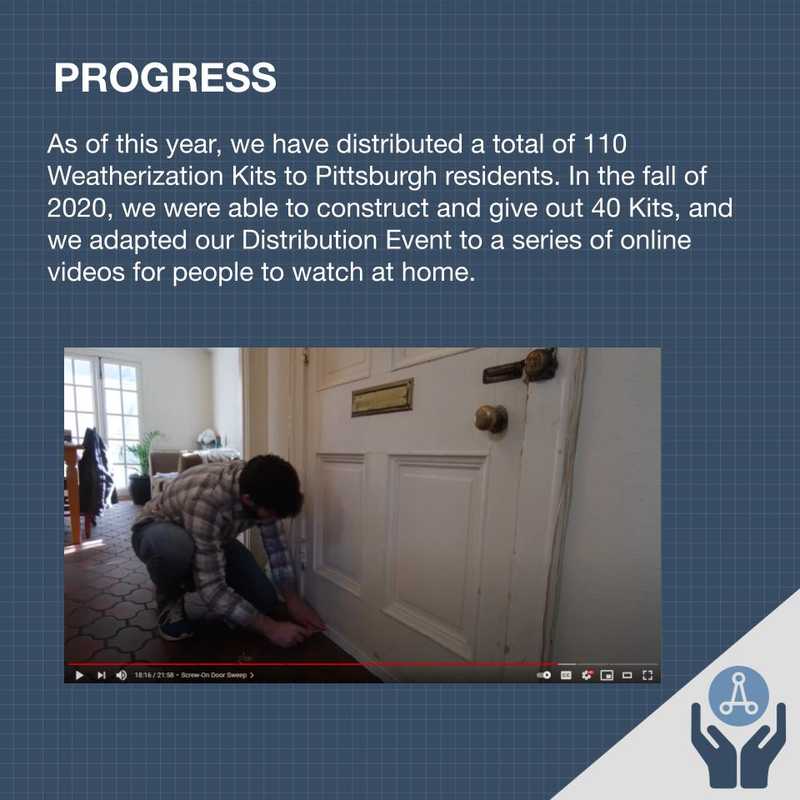 PROGRESS
As of this year, we have distributed a total of 110
Weatherization Kits to Pittsburgh residents. In the fall of
2020, we were able to construct and give out 40 Kits, and
we adapted our Distribution Event to a series of online
videos for people to watch at home.
18:16 / 21:58 • Screw-On Door Sweep >